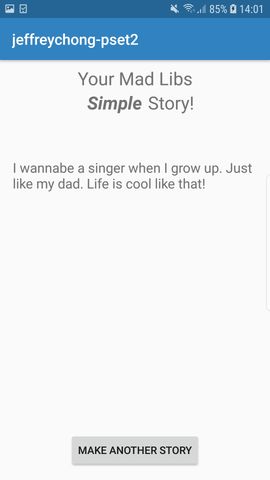 85% 14:01
jeffreychong-pset2
Your Mad Libs
Simple Story!
I wannabe a singer when I grow up. Just
like my dad. Life is cool like that!
MAKE ANOTHER STORY